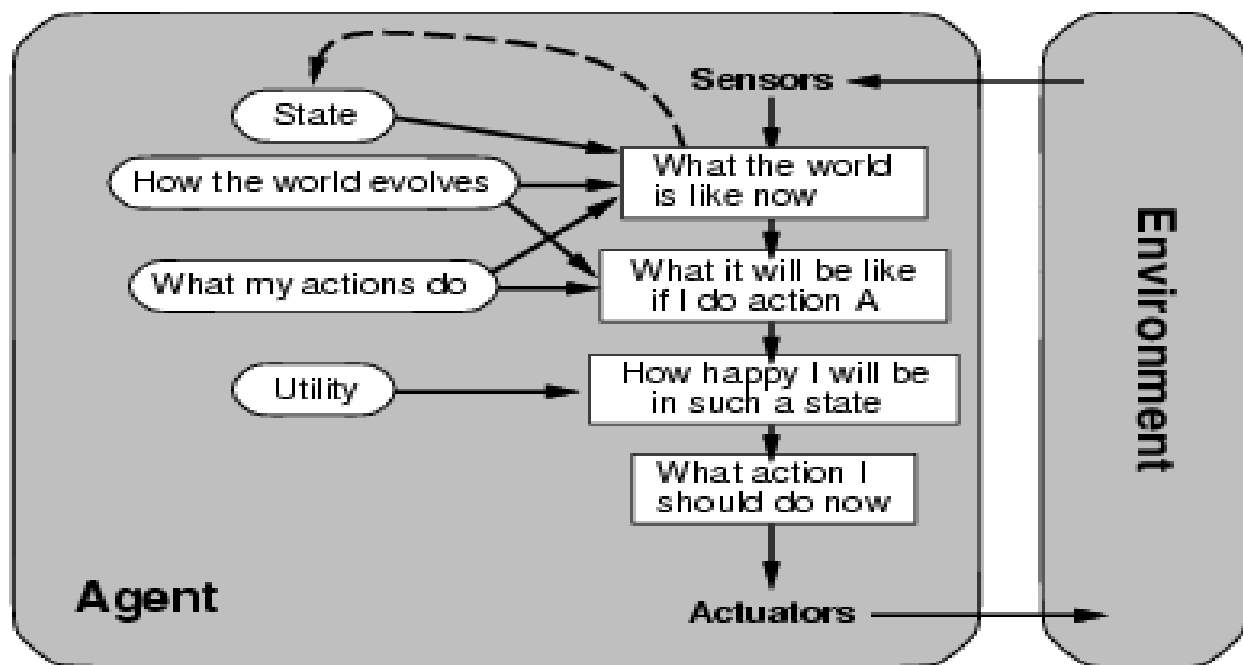 Sensors
State
What the world
is like now
How the world evolves
What my actions do
What it will be like
if I do action A
Utility
How happy I will be
in such a state
What action I
should do now
Agent
Actuators
Environment